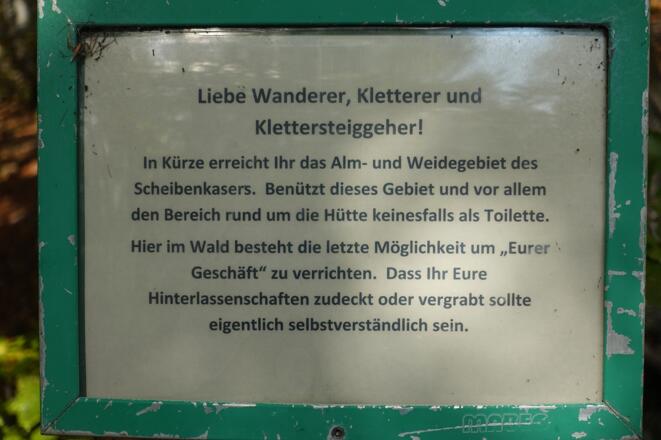 Liebe Wanderer, Kletterer und
Klettersteiggeher!
In Kürze erreicht Ihr das Alm- und Weidegebiet des
Scheibenkasers. Benützt dieses Gebiet und vor allem
den Bereich rund um die Hütte keinesfalls als Toilette.
Hier im Wald besteht die letzte Möglichkeit um „Eurer
Geschäft“ zu verrichten. Dass Ihr Eure
Hinterlassenschaften zudeckt oder vergrabt sollte
eigentlich selbstverständlich sein.